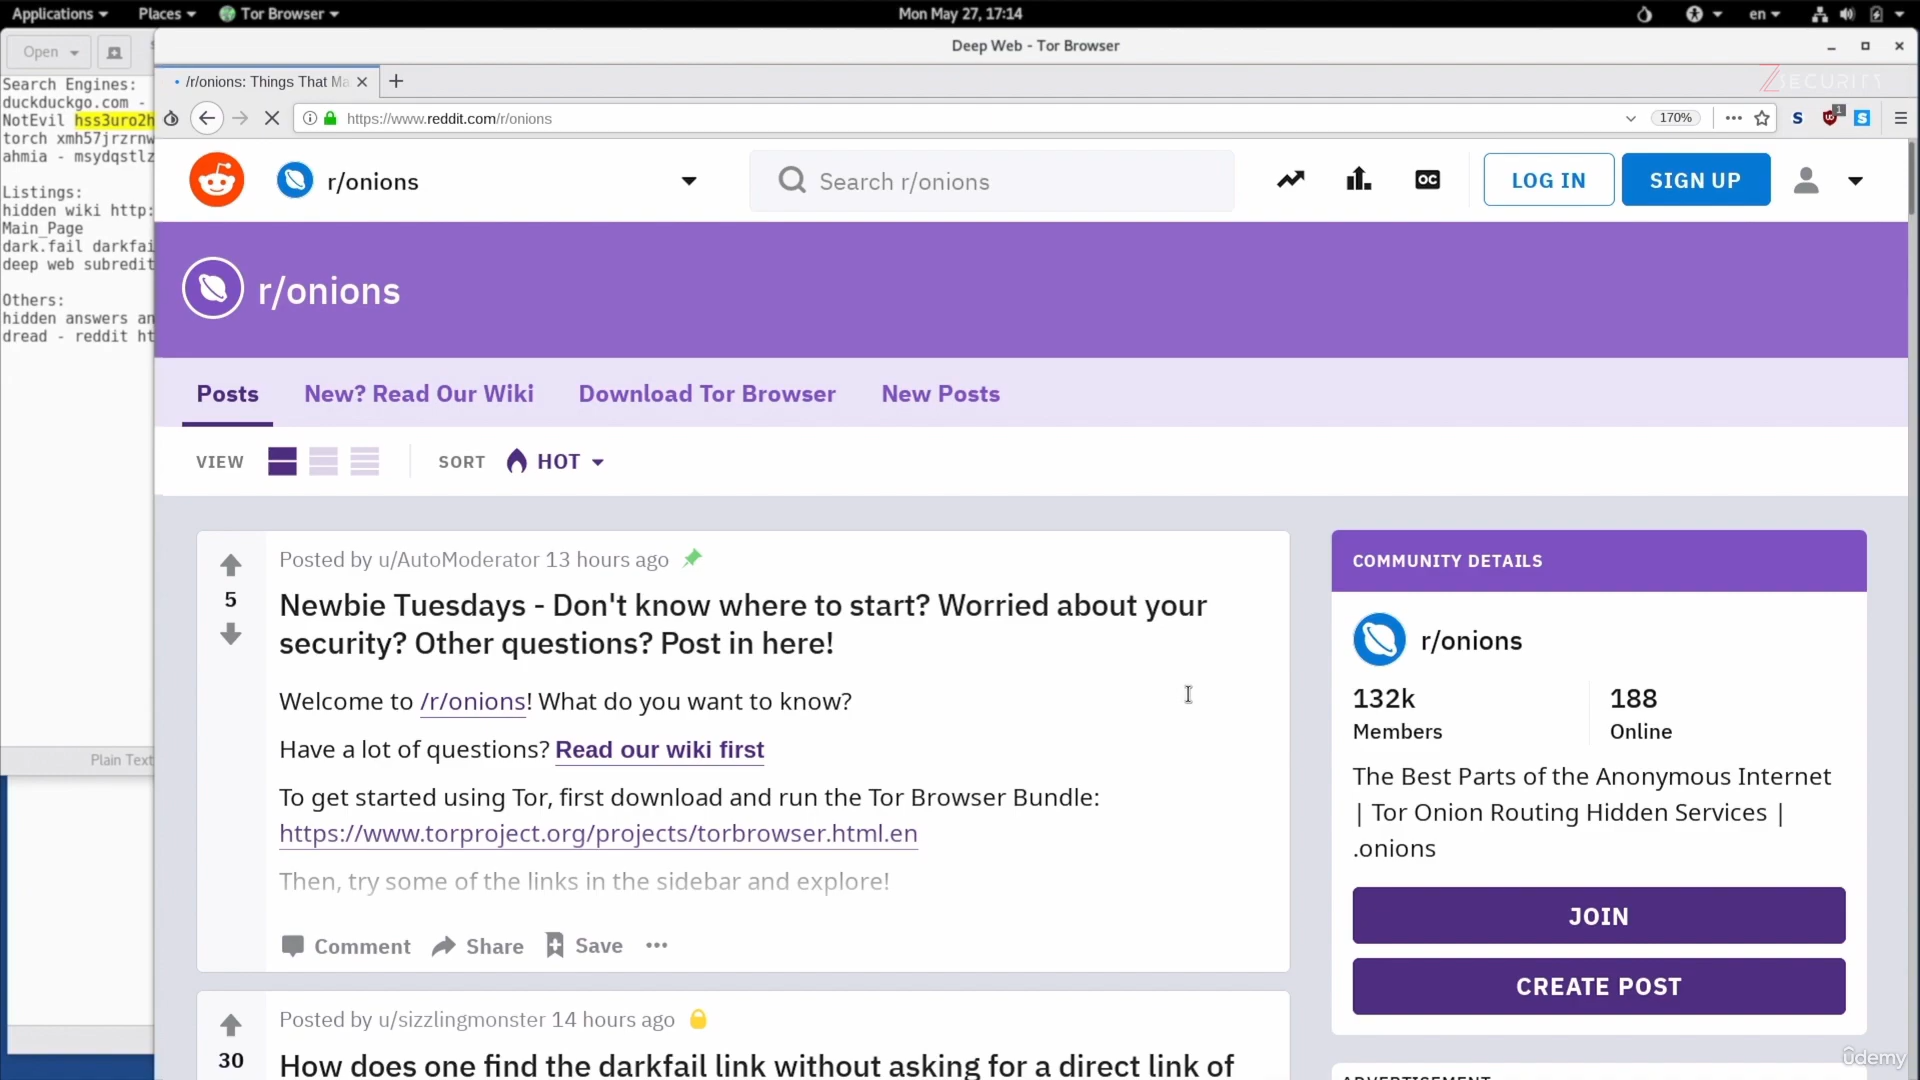 Applications
Places
Tor Browser
Mon May 27, 17:14
en
Open
Deep Web - Tor Browser
Search Engines:
duckduckgo.com -
NotEvil hss3uro2h
torch xmh57jrzrnw
ahmia - msydqstlz
Listings:
hidden wiki http:
Main_Page
dark.fail darkfai
deep web subredit
Others:
hidden answers an
dread - reddit ht
Plain Text
/r/onions: Things That Ma
SECURITY
https://www.reddit.com/r/onions
170%
S
1
S
r/onions
Search r/onions
OC
LOG IN
SIGN UP
r/onions
Posts
New? Read Our Wiki
Download Tor Browser
New Posts
VIEW
SORT
HOT
Posted by u/AutoModerator 13 hours ago
5
Newbie Tuesdays - Don't know where to start? Worried about your
security? Other questions? Post in here!
Welcome to /r/onions! What do you want to know?
Have a lot of questions? Read our wiki first
To get started using Tor, first download and run the Tor Browser Bundle:
https://www.torproject.org/projects/torbrowser.html.en
Then, try some of the links in the sidebar and explore!
Comment
Share
Save
Posted by u/sizzlingmonster 14 hours ago
30
How does one find the darkfail link without asking for a direct link of
COMMUNITY DETAILS
r/onions
132k
Members
188
Online
The Best Parts of the Anonymous Internet
| Tor Onion Routing Hidden Services |
.onions
JOIN
CREATE POST
ADVERTISEMENT
ûdemy